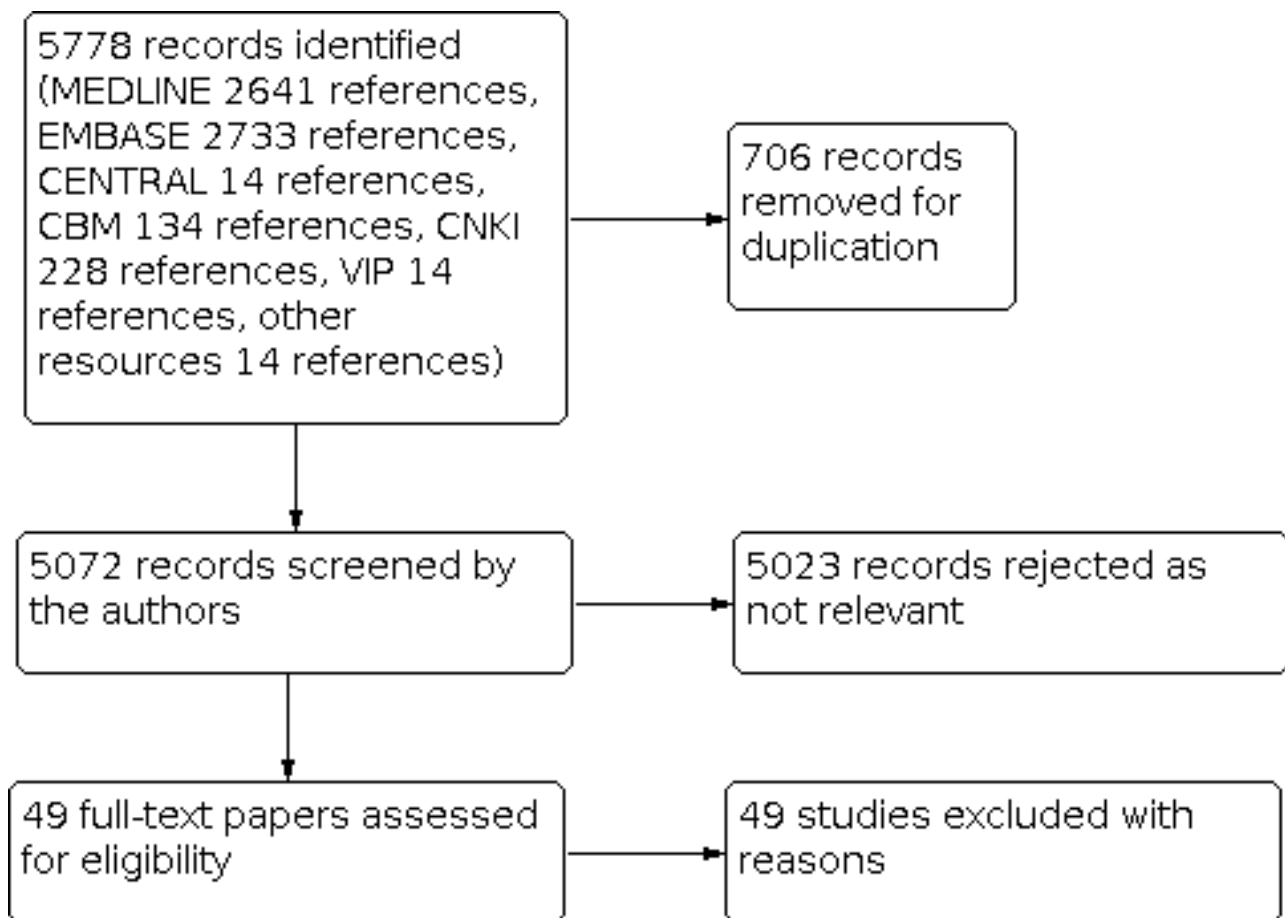 5778 records identified
(MEDLINE 2641 references,
EMBASE 2733 references,
CENTRAL 14 references,
CBM 134 references, CNKI
228 references, VIP 14
references, other
resources 14 references)
706 records
removed for
duplication
5072 records screened by
the authors
5023 records rejected as
not relevant
49 full-text papers assessed
for eligibility
49 studies excluded with
reasons